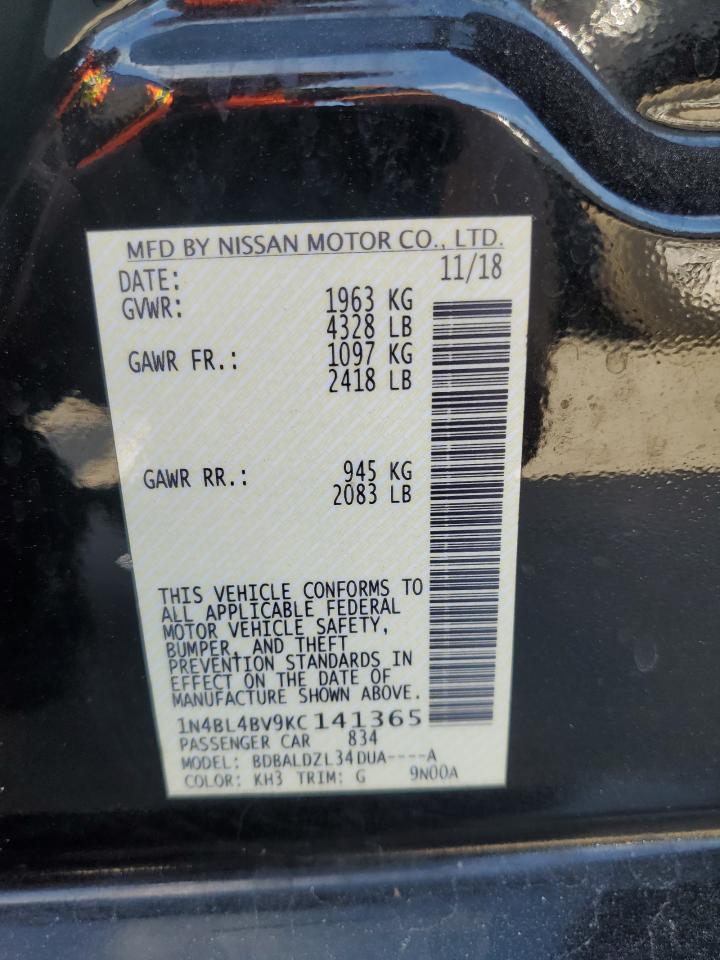 MFD BY NISSAN MOTOR CO., LTD.
DATE: 11/18
GVWR: 1963 KG
4328 LB
GAWR FR.: 1097 KG
2418 LB
GAWR RR.: 945 KG
2083 LB
THIS VEHICLE CONFORMS TO
ALL APPLICABLE FEDERAL
MOTOR VEHICLE SAFETY,
BUMPER, AND THEFT
PREVENTION STANDARDS IN
EFFECT ON THE DATE OF
MANUFACTURE SHOWN ABOVE.
1N4BL4BV9KC141365
PASSENGER CAR 834
MODEL: BDBALDZL34DUA----A
COLOR: KH3 TRIM: G 9N00A